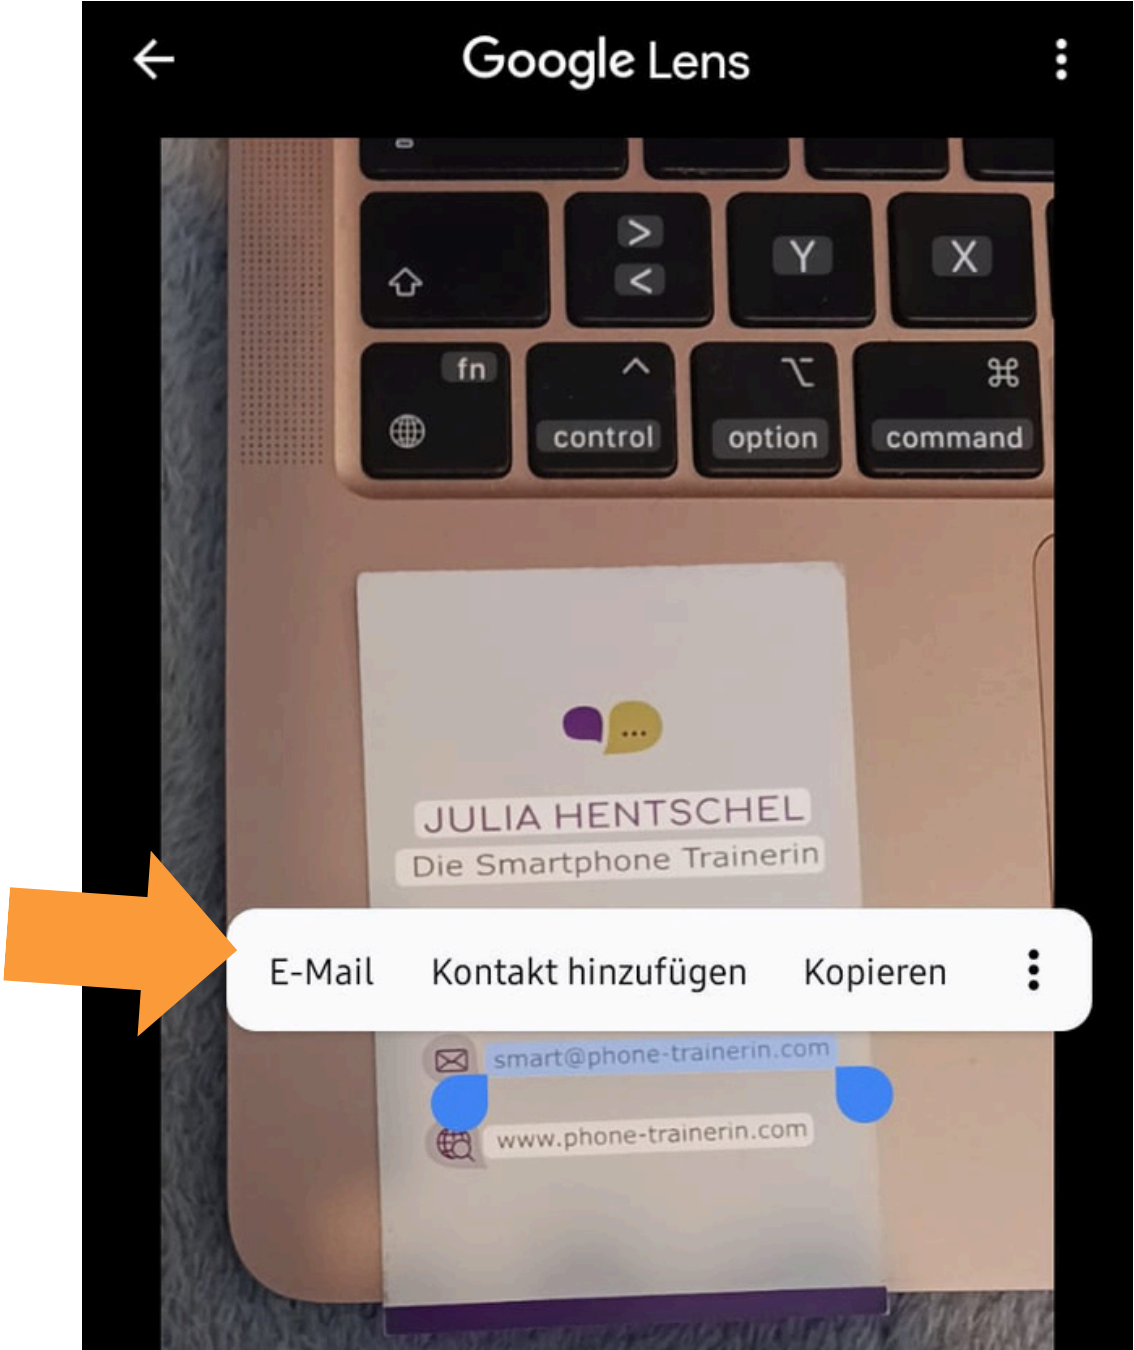 Google Lens
>
<
Y
X
fn
^
control
option
command
JULIA HENTSCHEL
Die Smartphone Trainerin
E-Mail Kontakt hinzufügen Kopieren
smart@phone-trainerin.com
www.phone-trainerin.com